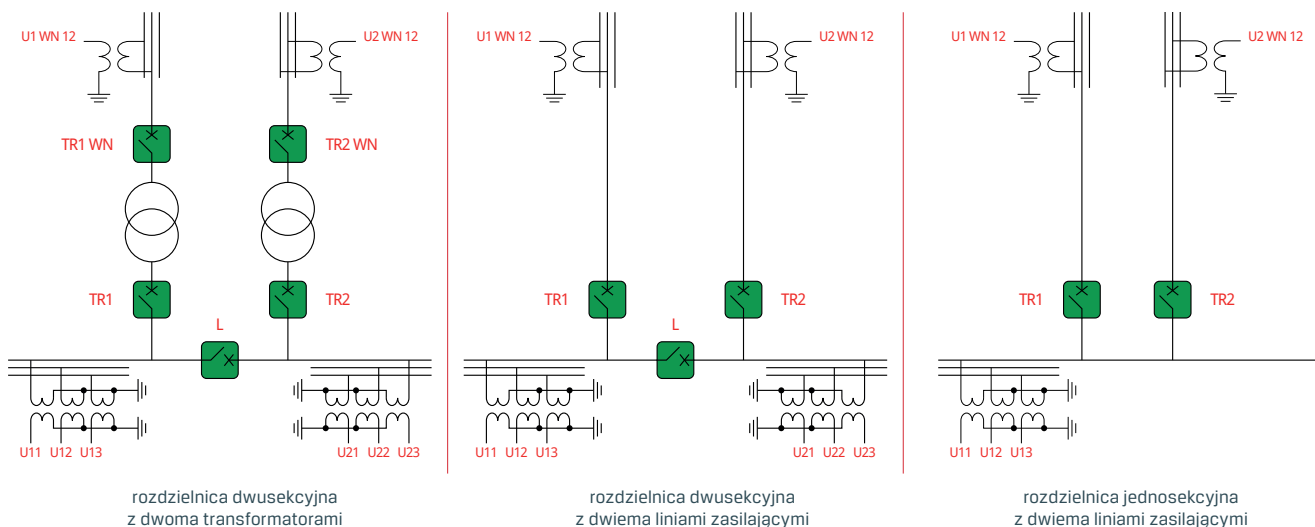 U1 WN 12
U2 WN 12
TR1 WN
TR2 WN
TR1
TR2
L
U11 U12 U13
U21 U22 U23
rozdzielnica dwusekcyjna
z dwoma transformatorami
U1 WN 12
U2 WN 12
TR1
TR2
L
U11 U12 U13
U21 U22 U23
rozdzielnica dwusekcyjna
z dwiema liniami zasilającymi
U1 WN 12
U2 WN 12
TR1
TR2
U11 U12 U13
rozdzielnica jednosekcyjna
z dwiema liniami zasilającymi